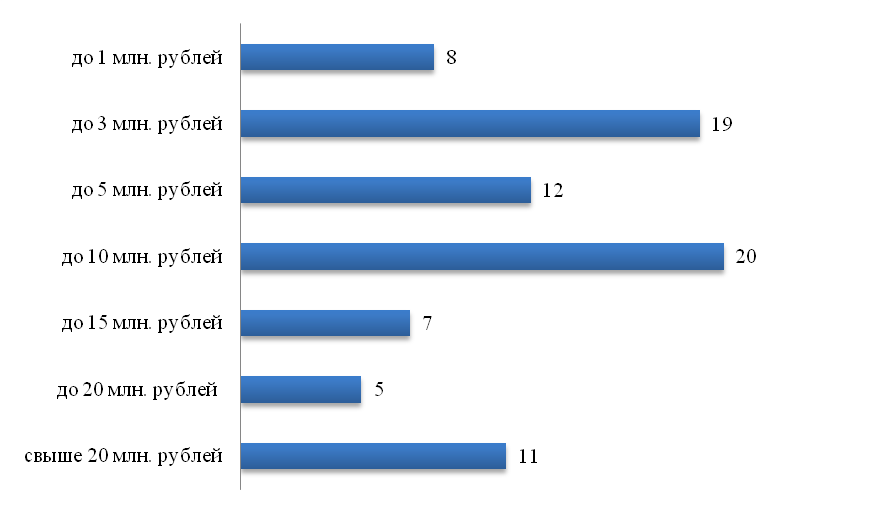 до 1 млн. рублей 8
до 3 млн. рублей 19
до 5 млн. рублей 12
до 10 млн. рублей 20
до 15 млн. рублей 7
до 20 млн. рублей 5
свыше 20 млн. рублей 11